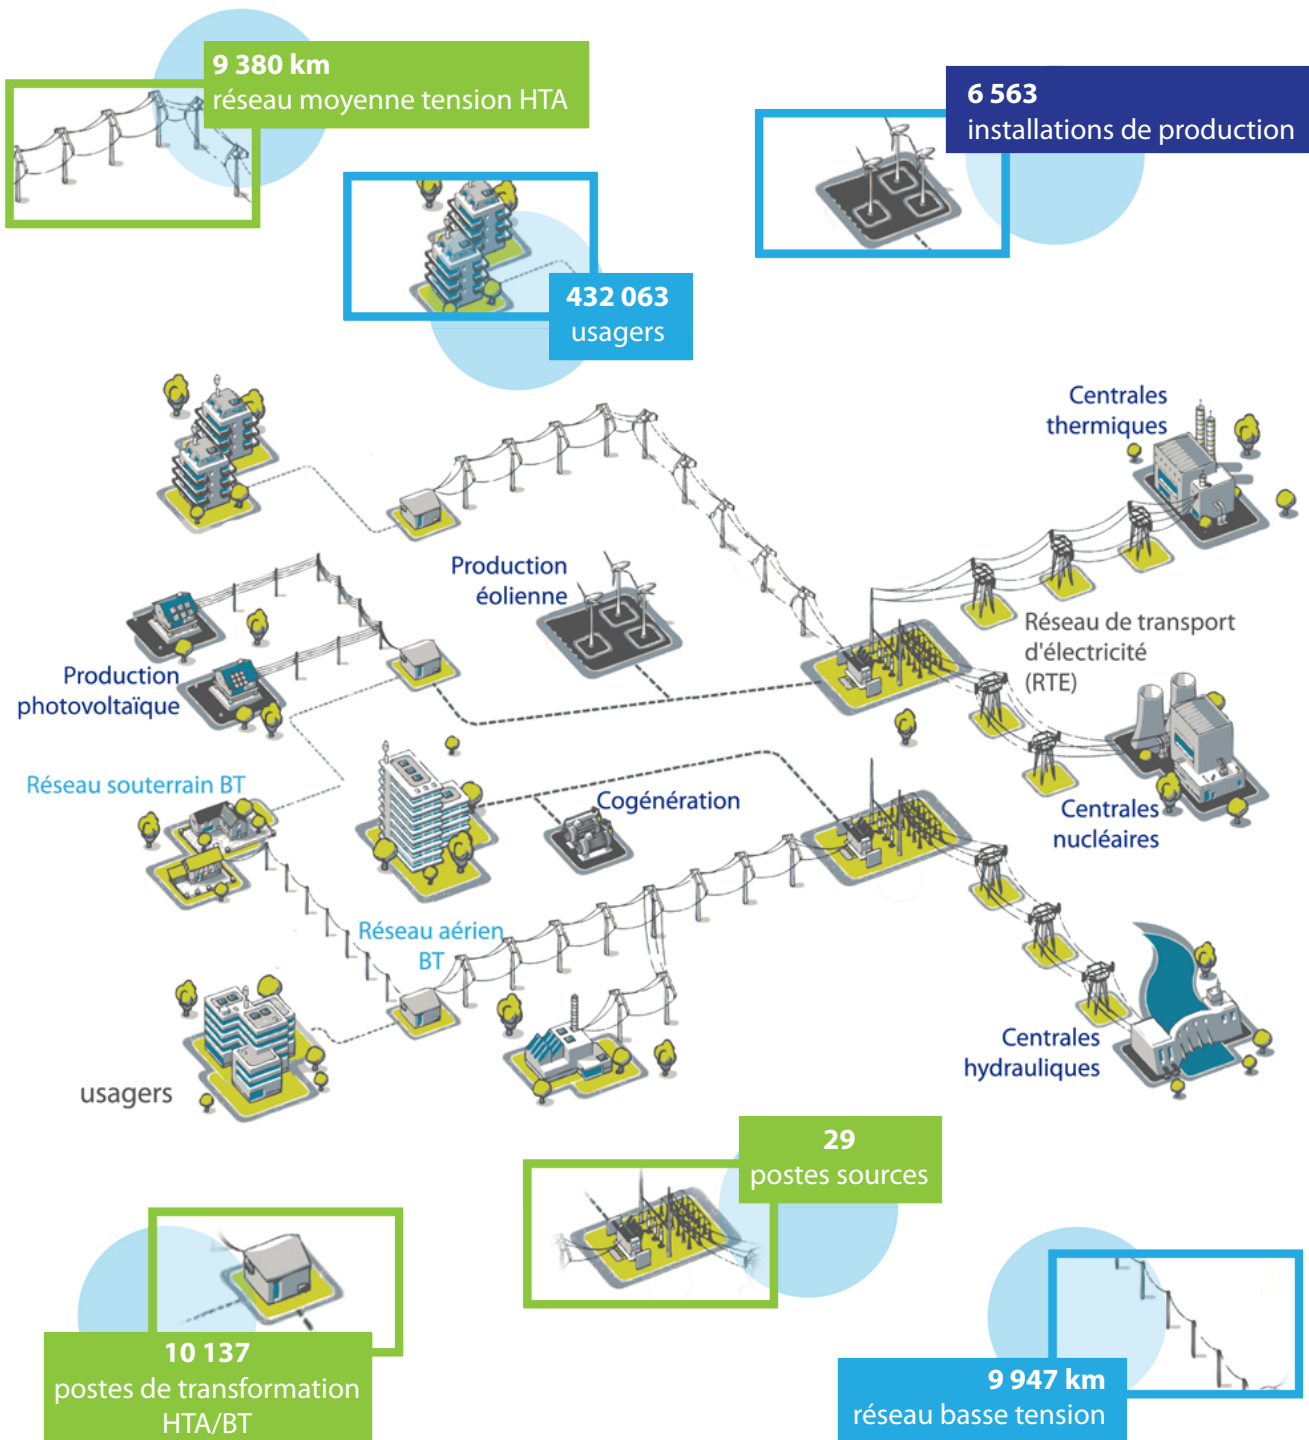 9 380 km
réseau moyenne tension HTA
6 563
installations de production
432 063
usagers
Centrales
thermiques
Production
éolienne
Réseau de transport
d'électricité
(RTE)
Production
photovoltaïque
Réseau souterrain BT
Cogénération
Centrales
nucléaires
Réseau aérien
BT
Centrales
hydrauliques
usagers
29
postes sources
10 137
postes de transformation
HTA/BT
9 947 km
réseau basse tension